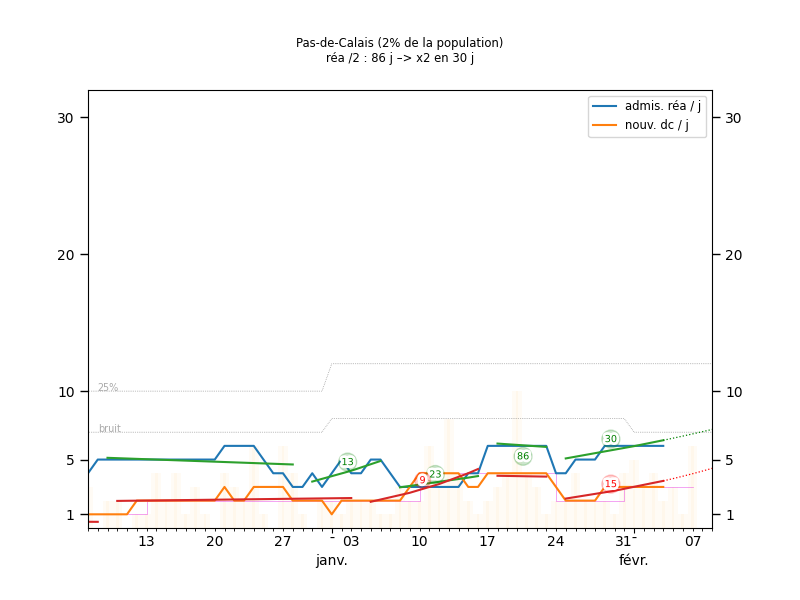 Pas-de-Calais (2% de la population)
réa /2 : 86 j –> x2 en 30 j
admis. réa / j
nouv. dc / j
30 30
20 20
10 10
5 5
1 1
25%
bruit
13
9
23
86
30
15
13 20 27 - 03 10 17 24 31- 07
janv. févr.